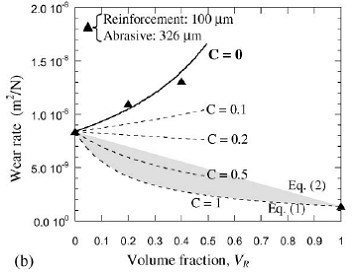 2.0 10⁻⁸
Reinforcement: 100 μm
Abrasive: 326 μm
C = 0
1.5 10⁻⁸
1.0 10⁻⁸
C = 0.1
C = 0.2
5.0 10⁻⁹
C = 0.5
Eq. (2)
C = 1
Eq. (1)
0.0 10⁰
0 0.1 0.2 0.3 0.4 0.5 0.6 0.7 0.8 0.9 1
Wear rate (m²/N)
(b)
Volume fraction, V_R